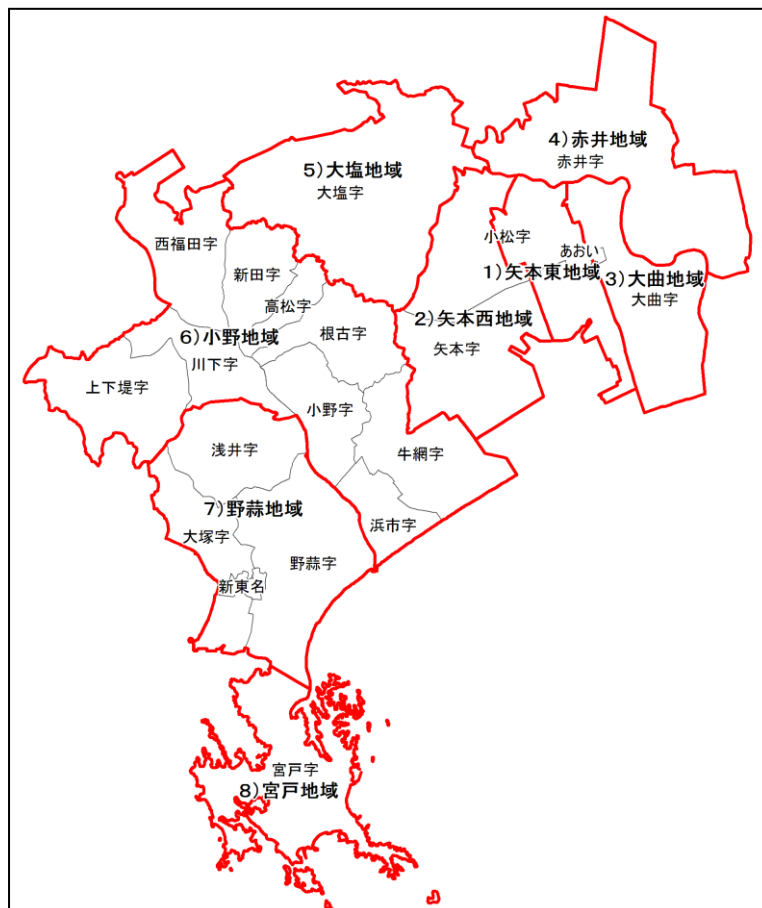 4）赤井地域
赤井字
5）大塩地域
大塩字
西福田字
小松字
あおい
新田字
1）矢本東地域
3）大曲地域
大曲字
高松字
2）矢本西地域
6）小野地域
根古字
矢本字
川下字
上下堤字
小野字
浅井字
牛網字
7）野蒜地域
浜市字
大塚字
野蒜字
新東名
宮戸字
8）宮戸地域